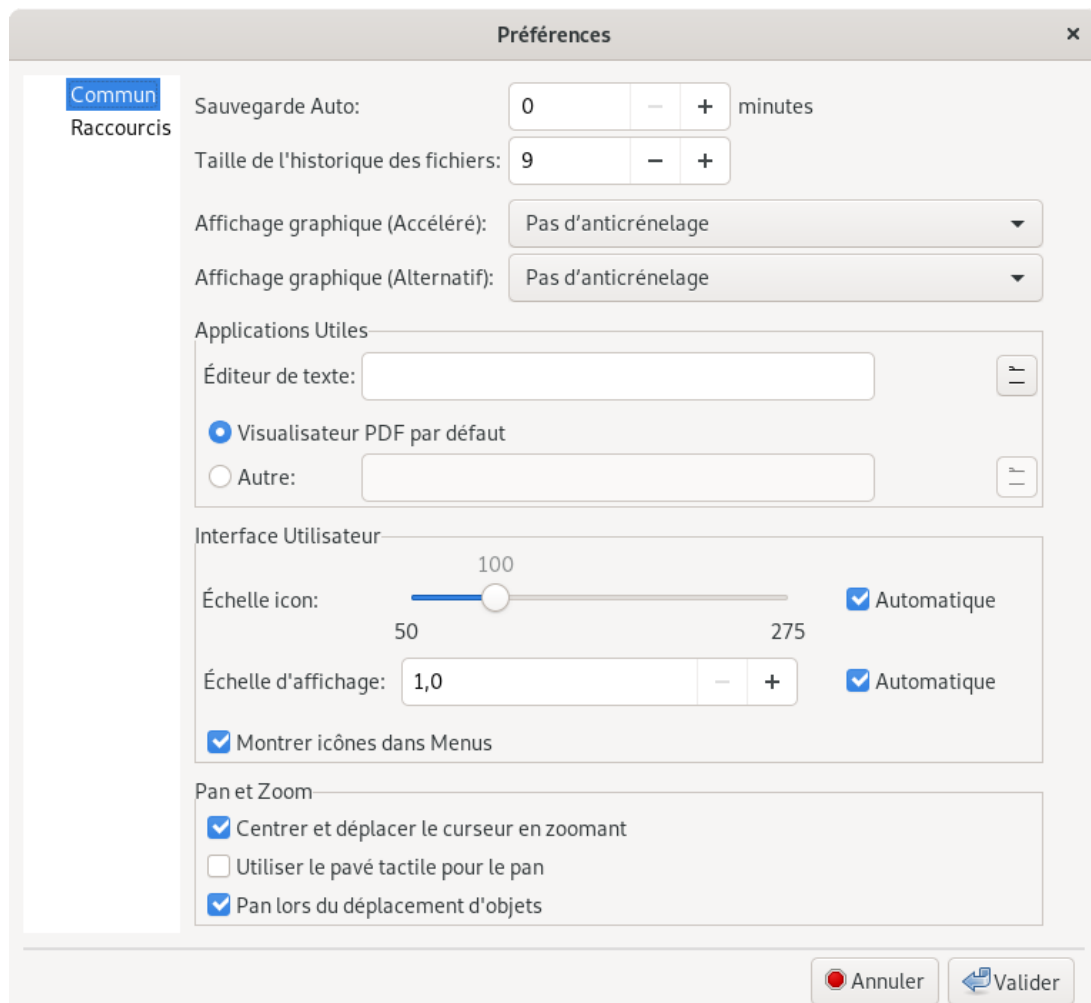 Préférences
Commun
Raccourcis
Sauvegarde Auto: 0 minutes
Taille de l'historique des fichiers: 9
Affichage graphique (Accéléré): Pas d’anticrénelage
Affichage graphique (Alternatif): Pas d’anticrénelage
Applications Utiles
Éditeur de texte:
Visualisateur PDF par défaut
Autre:
Interface Utilisateur
100
Échelle icon: Automatique
50 275
Échelle d'affichage: 1,0 Automatique
Montrer icônes dans Menus
Pan et Zoom
Centrer et déplacer le curseur en zoomant
Utiliser le pavé tactile pour le pan
Pan lors du déplacement d'objets
Annuler Valider